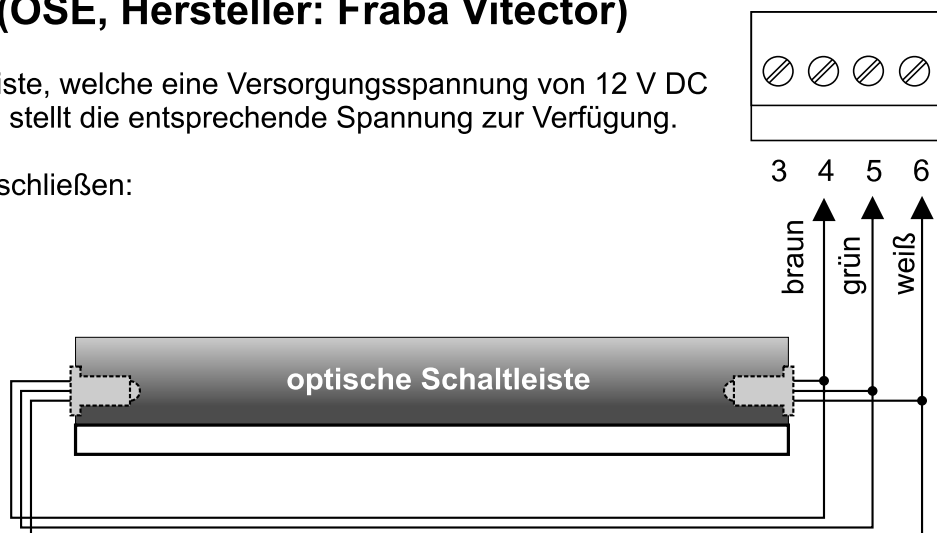 (OSE, Hersteller: Fraba Vitector)
iste, welche eine Versorgungsspannung von 12 V DC
stellt die entsprechende Spannung zur Verfügung.
schließen:
3 4 5 6
braun
grün
weiß
optische Schaltleiste